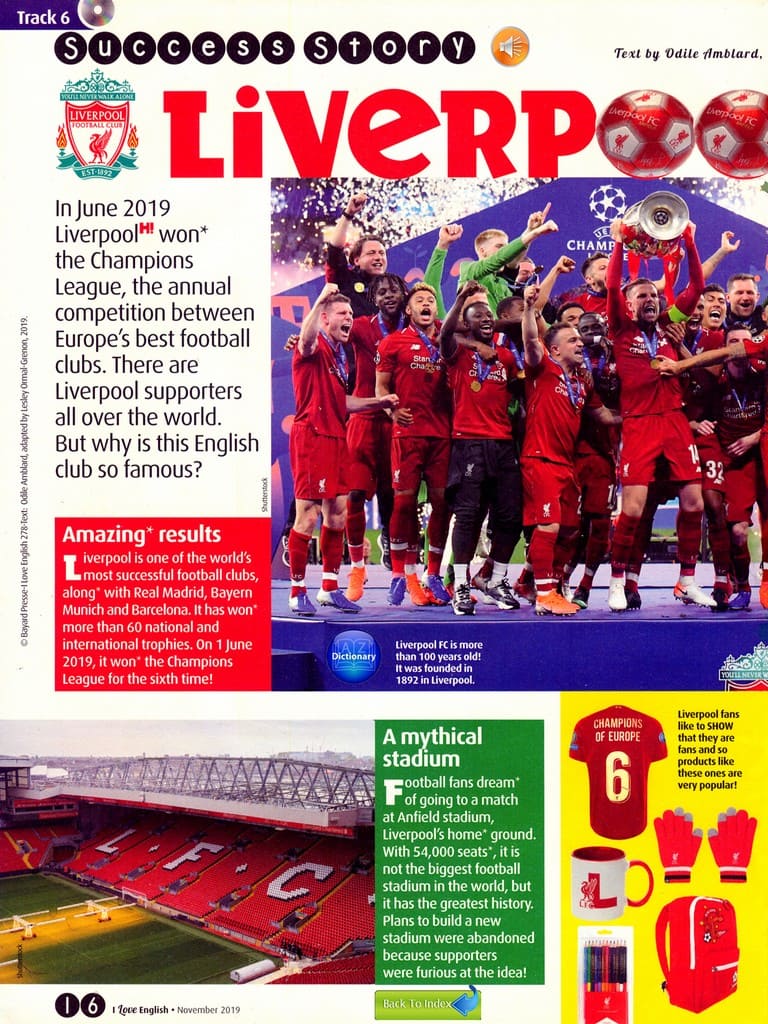 Track 6
Success Story
Text by Odile Amblard,
YOU'LL NEVER WALK ALONE
LIVERPOOL
FOOTBALL CLUB
EST·1892
LiVERPOO
In June 2019
Liverpool H! won*
the Champions
League, the annual
competition between
Europe's best football
clubs. There are
Liverpool supporters
all over the world.
But why is this English
club so famous?
© Bayard Presse-I Love English 278-Text: Odile Amblard, adapted by Lesley Ormal-Grenon, 2019.
Shutterstock
UEFA
CHAMP
Amazing* results
Liverpool is one of the world's
most successful football clubs,
along* with Real Madrid, Bayern
Munich and Barcelona. It has won*
more than 60 national and
international trophies. On 1 June
2019, it won* the Champions
League for the sixth time!
AZ
Dictionary
Liverpool FC is more
than 100 years old!
It was founded in
1892 in Liverpool.
14
32
YOU'LL NEVER W
L.F.C.
Shutterstock
A mythical
stadium
Football fans dream*
of going to a match
at Anfield stadium,
Liverpool's home* ground.
With 54,000 seats*, it is
not the biggest football
stadium in the world, but
it has the greatest history.
Plans to build a new
stadium were abandoned
because supporters
were furious at the idea!
CHAMPIONS
OF EUROPE
6
Liverpool fans
like to SHOW
that they are
fans and so
products like
these ones are
very popular!
L.F.C
L
16 I Love English • November 2019
Back To Index